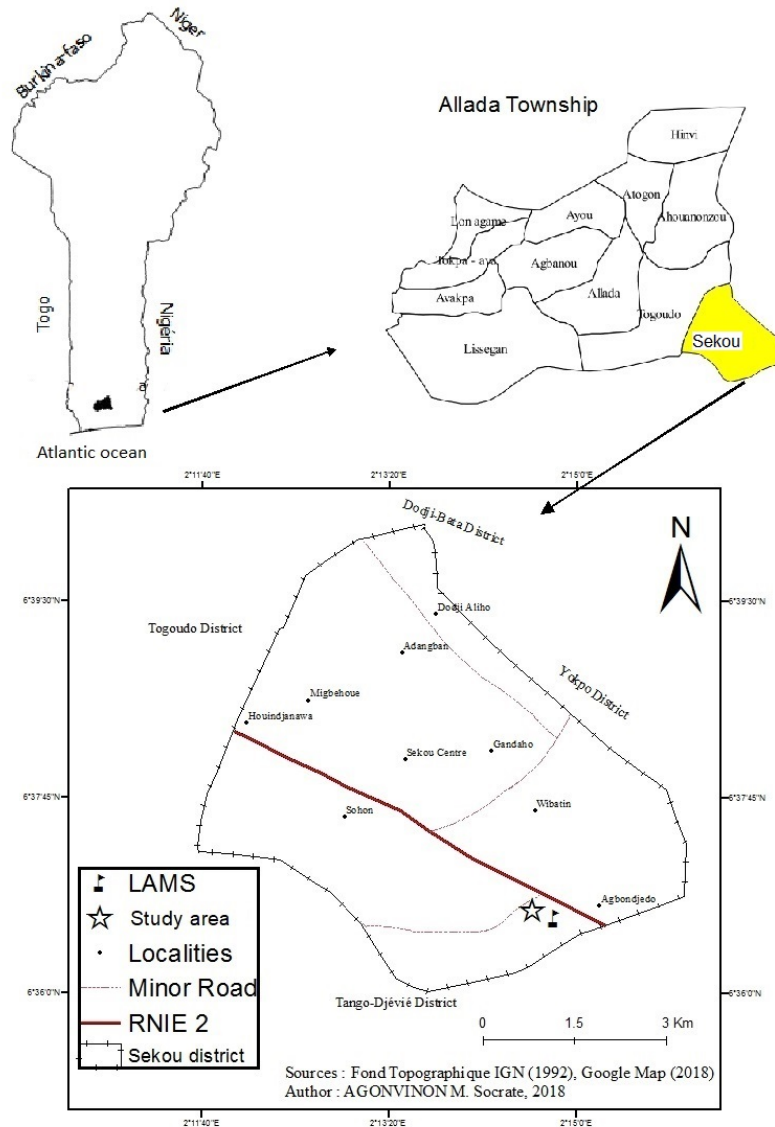 Niger
Burkina-faso
Togo
Nigéria
a
Atlantic ocean
Allada Township
Hinvi
Atogon
Ahouannonzou
Lon agame
Ayou
Tokpa - ava
Agbanou
Avakpa
Allada
Togoudo
Sekou
Lissegan
2°11'40"E
2°13'20"E
2°15'0"E
Dodji-Bata District
N
6°39'30"N
6°39'30"N
Dodji Aliho
Togoudo District
Adangban
Yokpo District
Migbehoue
Houindjanawa
Gandaho
Sekou Centre
6°37'45"N
6°37'45"N
Wibatin
Sohon
LAMS
Study area
Localities
Minor Road
RNIE 2
Sekou district
Agbondjedo
6°36'0"N
6°36'0"N
Tango-Djévié District
0 1.5 3 Km
Sources : Fond Topographique IGN (1992), Google Map (2018)
Author : AGONVINON M. Socrate, 2018
2°11'40"E
2°13'20"E
2°15'0"E